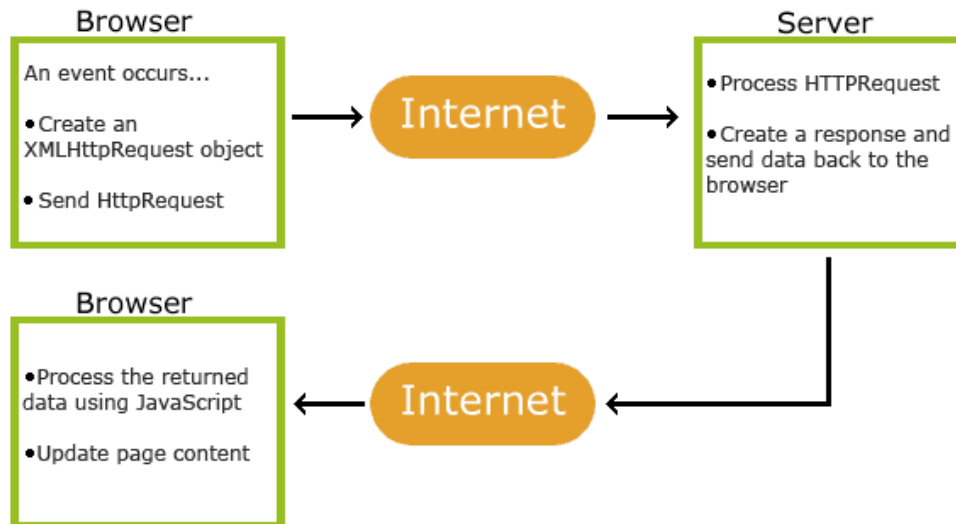 Browser
An event occurs...
•Create an
XMLHttpRequest object
•Send HttpRequest
Internet
Server
•Process HTTPRequest
•Create a response and
send data back to the
browser
Browser
•Process the returned
data using JavaScript
•Update page content
Internet